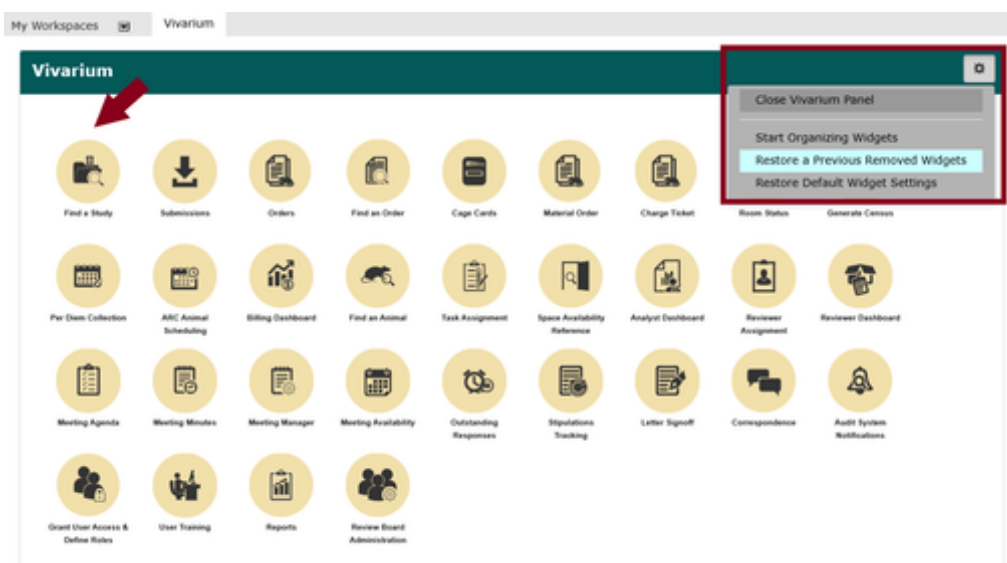 My Workspaces
Vivarium
Vivarium
Close Vivarium Panel
Start Organizing Widgets
Restore a Previous Removed Widgets
Restore Default Widget Settings
Find a Study
Submissions
Orders
Find an Order
Cage Cards
Material Order
Charge Ticket
Room Status
Generate Census
Per Diem Collection
ARC Animal
Scheduling
Billing Dashboard
Find an Animal
Task Assignment
Space Availability
Reference
Analyst Dashboard
Reviewer
Assignment
Reviewer Dashboard
Meeting Agenda
Meeting Minutes
Meeting Manager
Meeting Availability
Outstanding
Responses
Stipulations
Tracking
Letter Signoff
Correspondence
Audit System
Notifications
Grant User Access &
Define Roles
User Training
Reports
Review Board
Administration